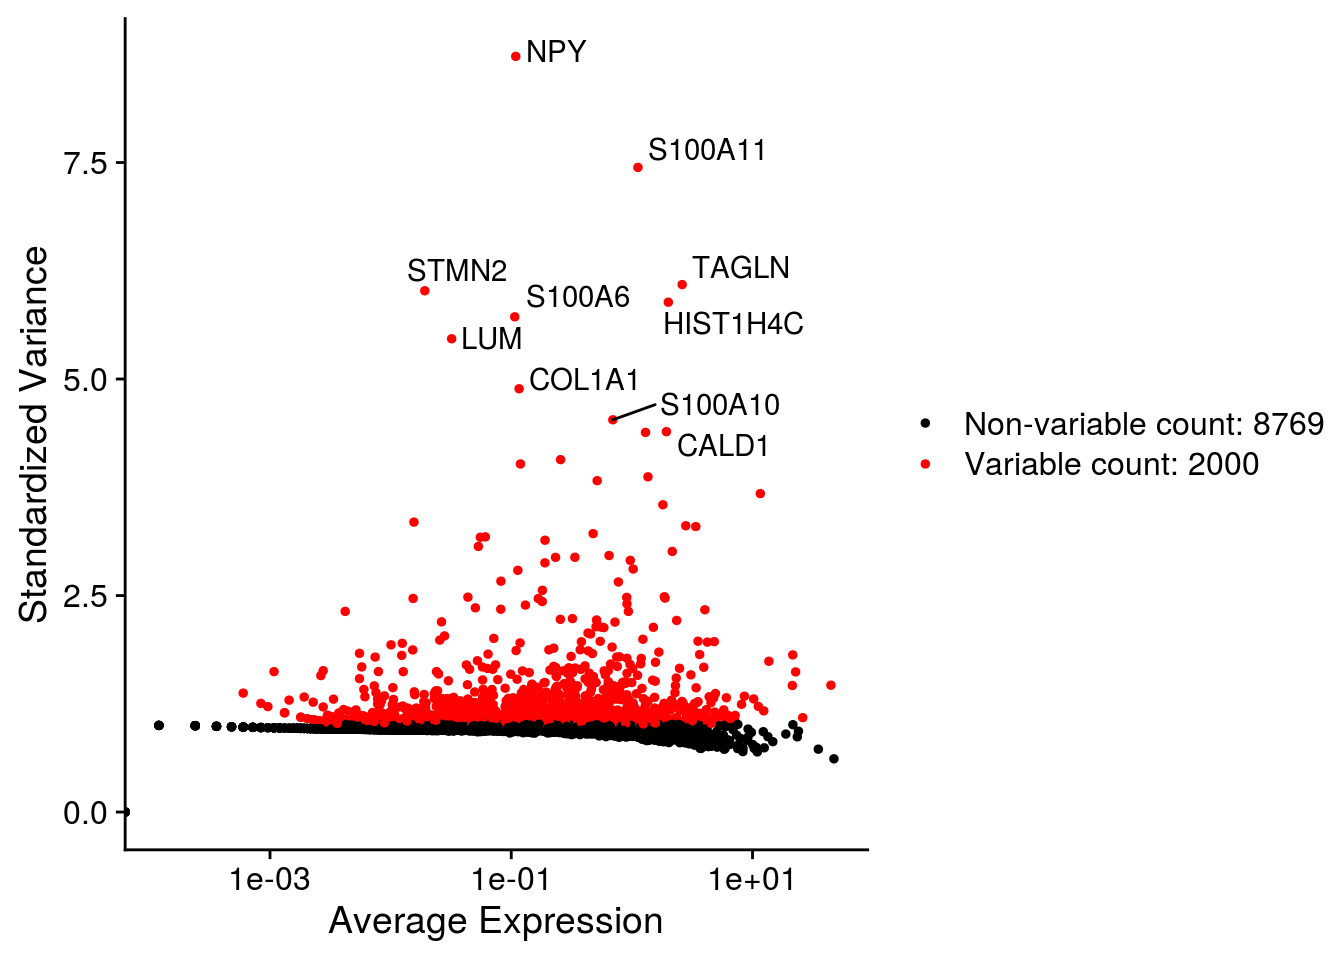 NPY
S100A11
7.5
TAGLN
STMN2
S100A6
HIST1H4C
LUM
5.0
COL1A1
S100A10
CALD1
Non-variable count: 8769
Variable count: 2000
Standardized Variance
2.5
0.0
1e-03
1e-01
1e+01
Average Expression